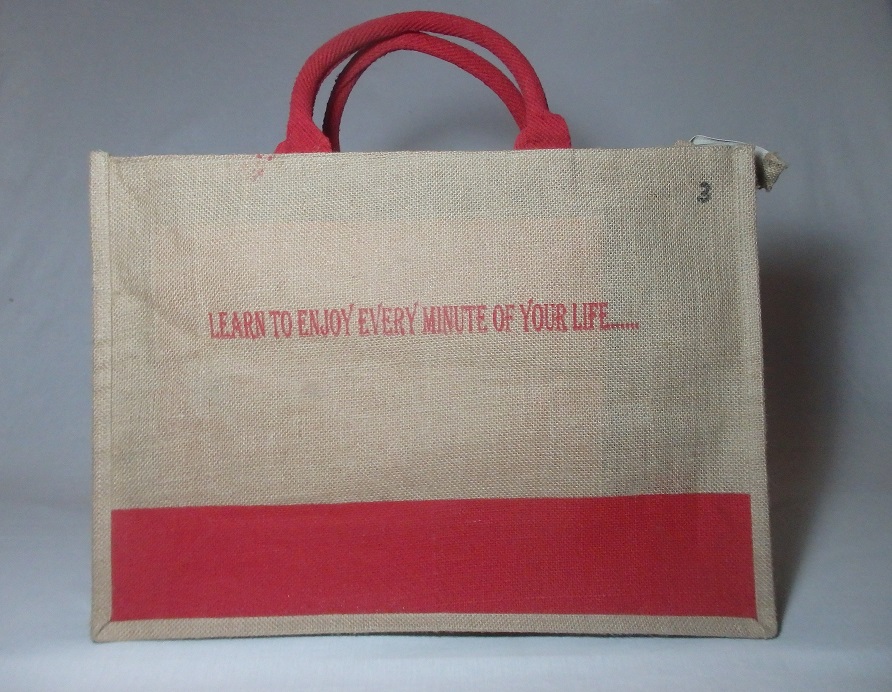 3
LEARN TO ENJOY EVERY MINUTE OF YOUR LIFE......